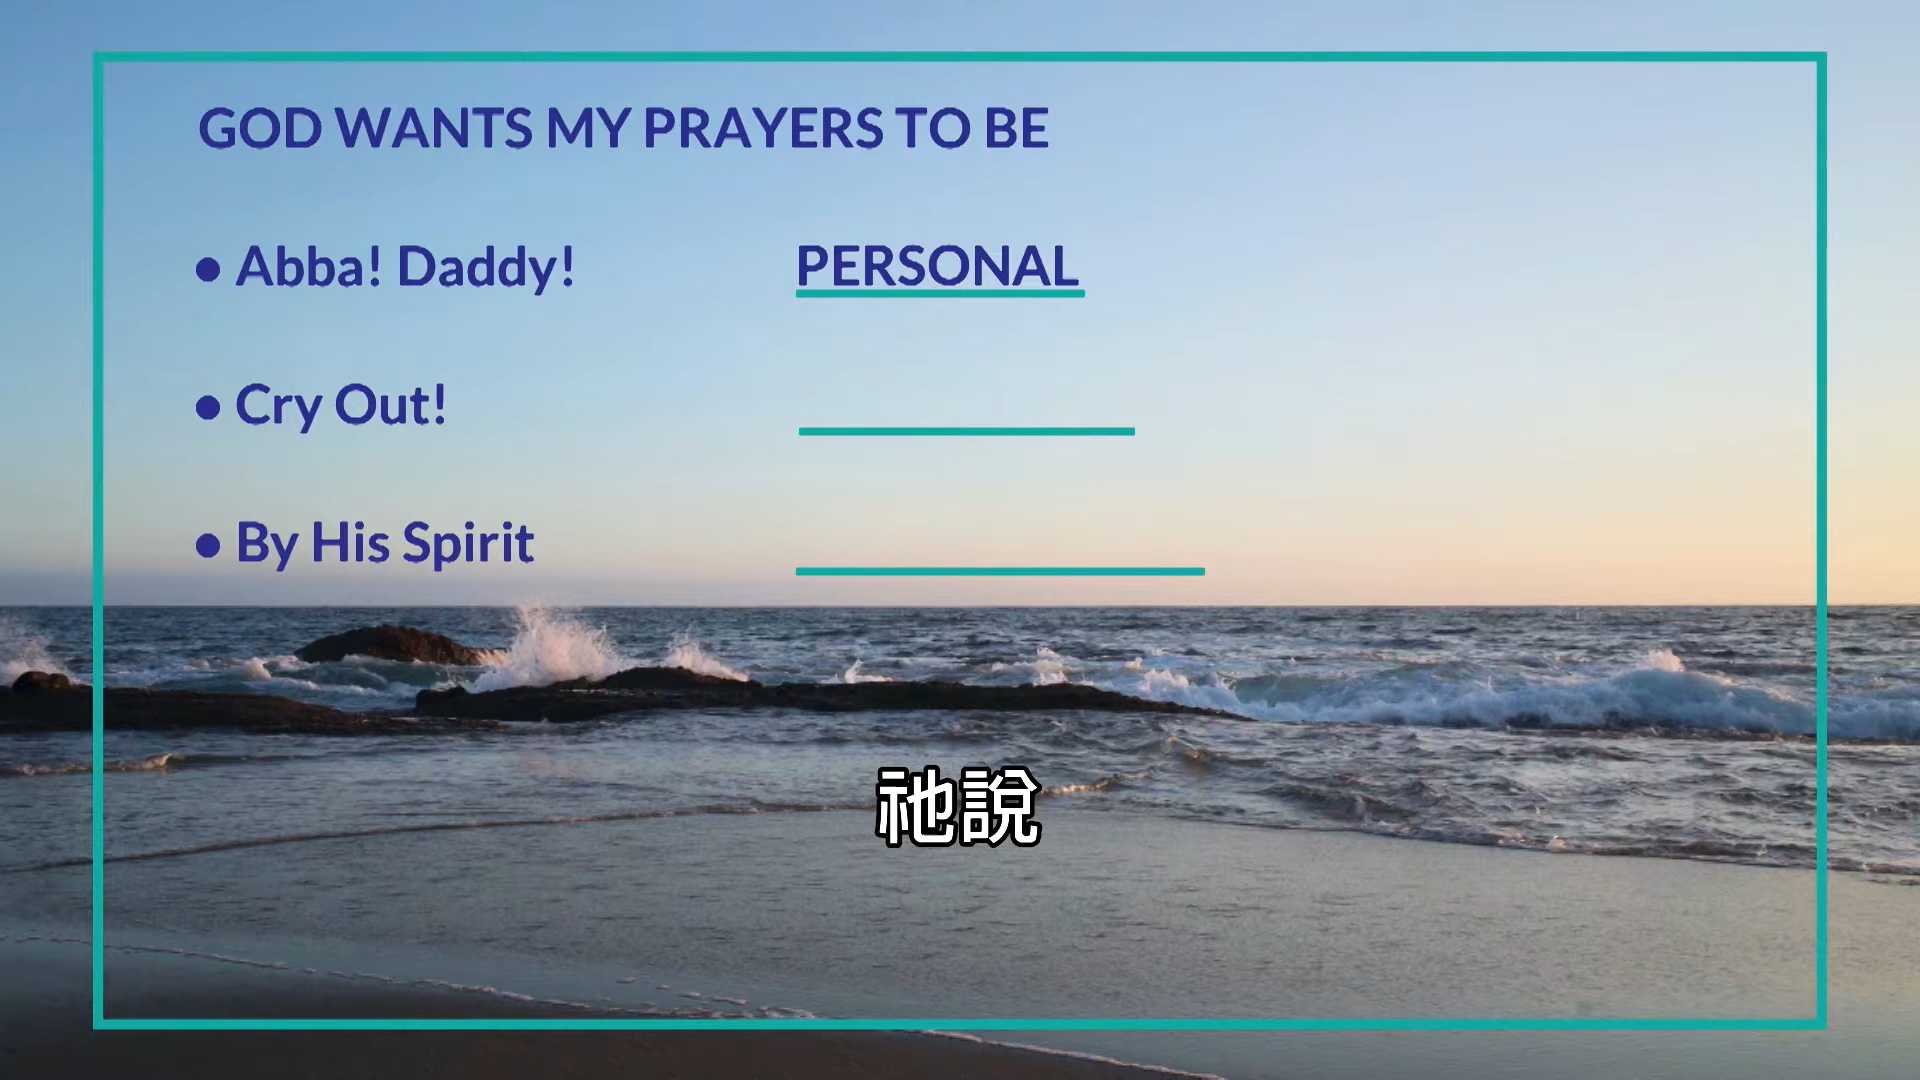 GOD WANTS MY PRAYERS TO BE
• Abba! Daddy! PERSONAL
• Cry Out!
• By His Spirit
祂說